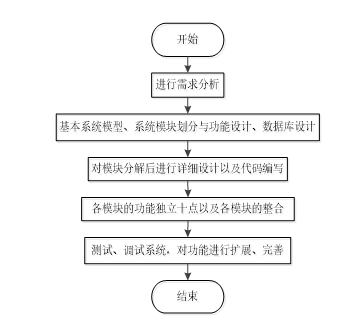 开始
进行需求分析
基本系统模型、系统模块划分与功能设计、数据库设计
对模块分解后进行详细设计以及代码编写
各模块的功能独立十点以及各模块的整合
测试、调试系统，对功能进行扩展、完善
结束